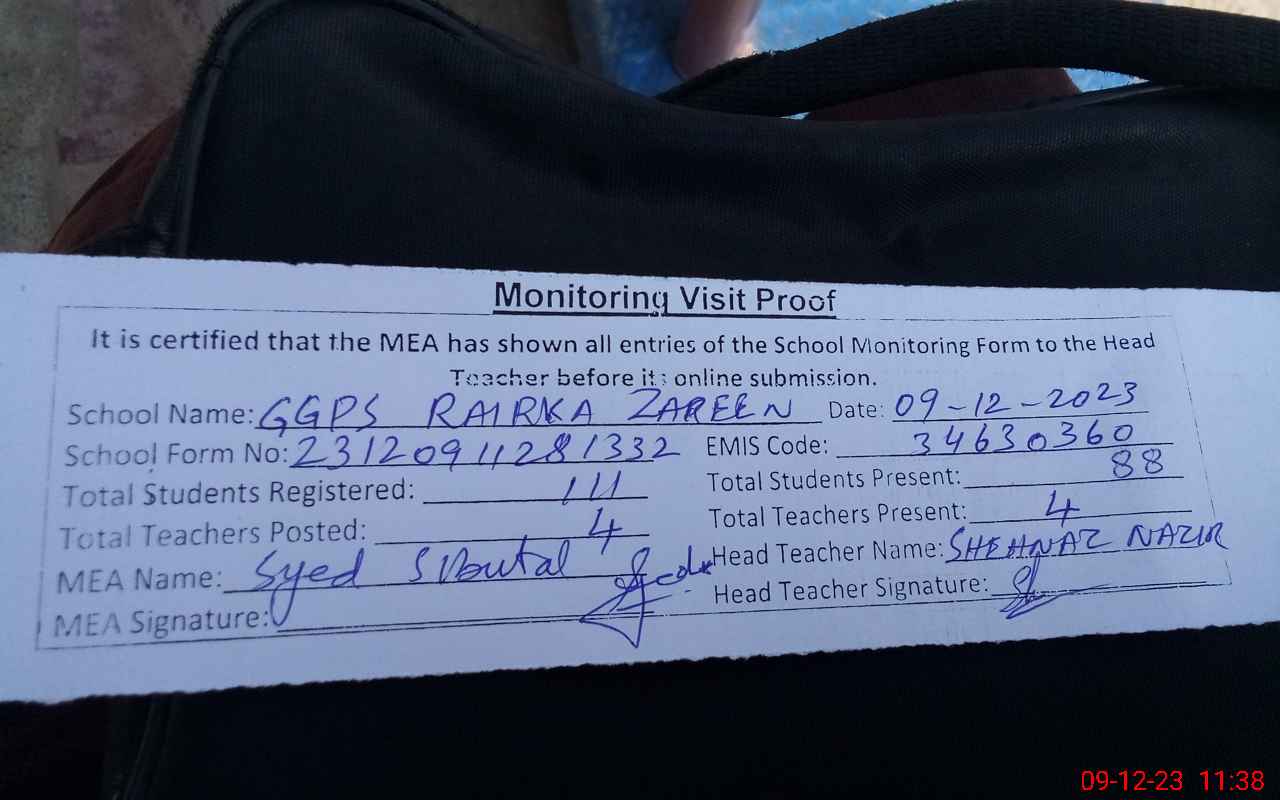 Monitoring Visit Proof
It is certified that the MEA has shown all entries of the School Monitoring Form to the Head
Teacher before its online submission.
School Name: GGPS RAIRKA ZAREEN Date: 09-12-2023
School Form No: 23120911281332 EMIS Code: 34630360
Total Students Registered: 111 Total Students Present: 88
Total Teachers Posted: 4 Total Teachers Present: 4
MEA Name: Syed Head Teacher Name: SHEHNAZ NAZIR
MEA Signature: Head Teacher Signature:
09-12-23 11:38